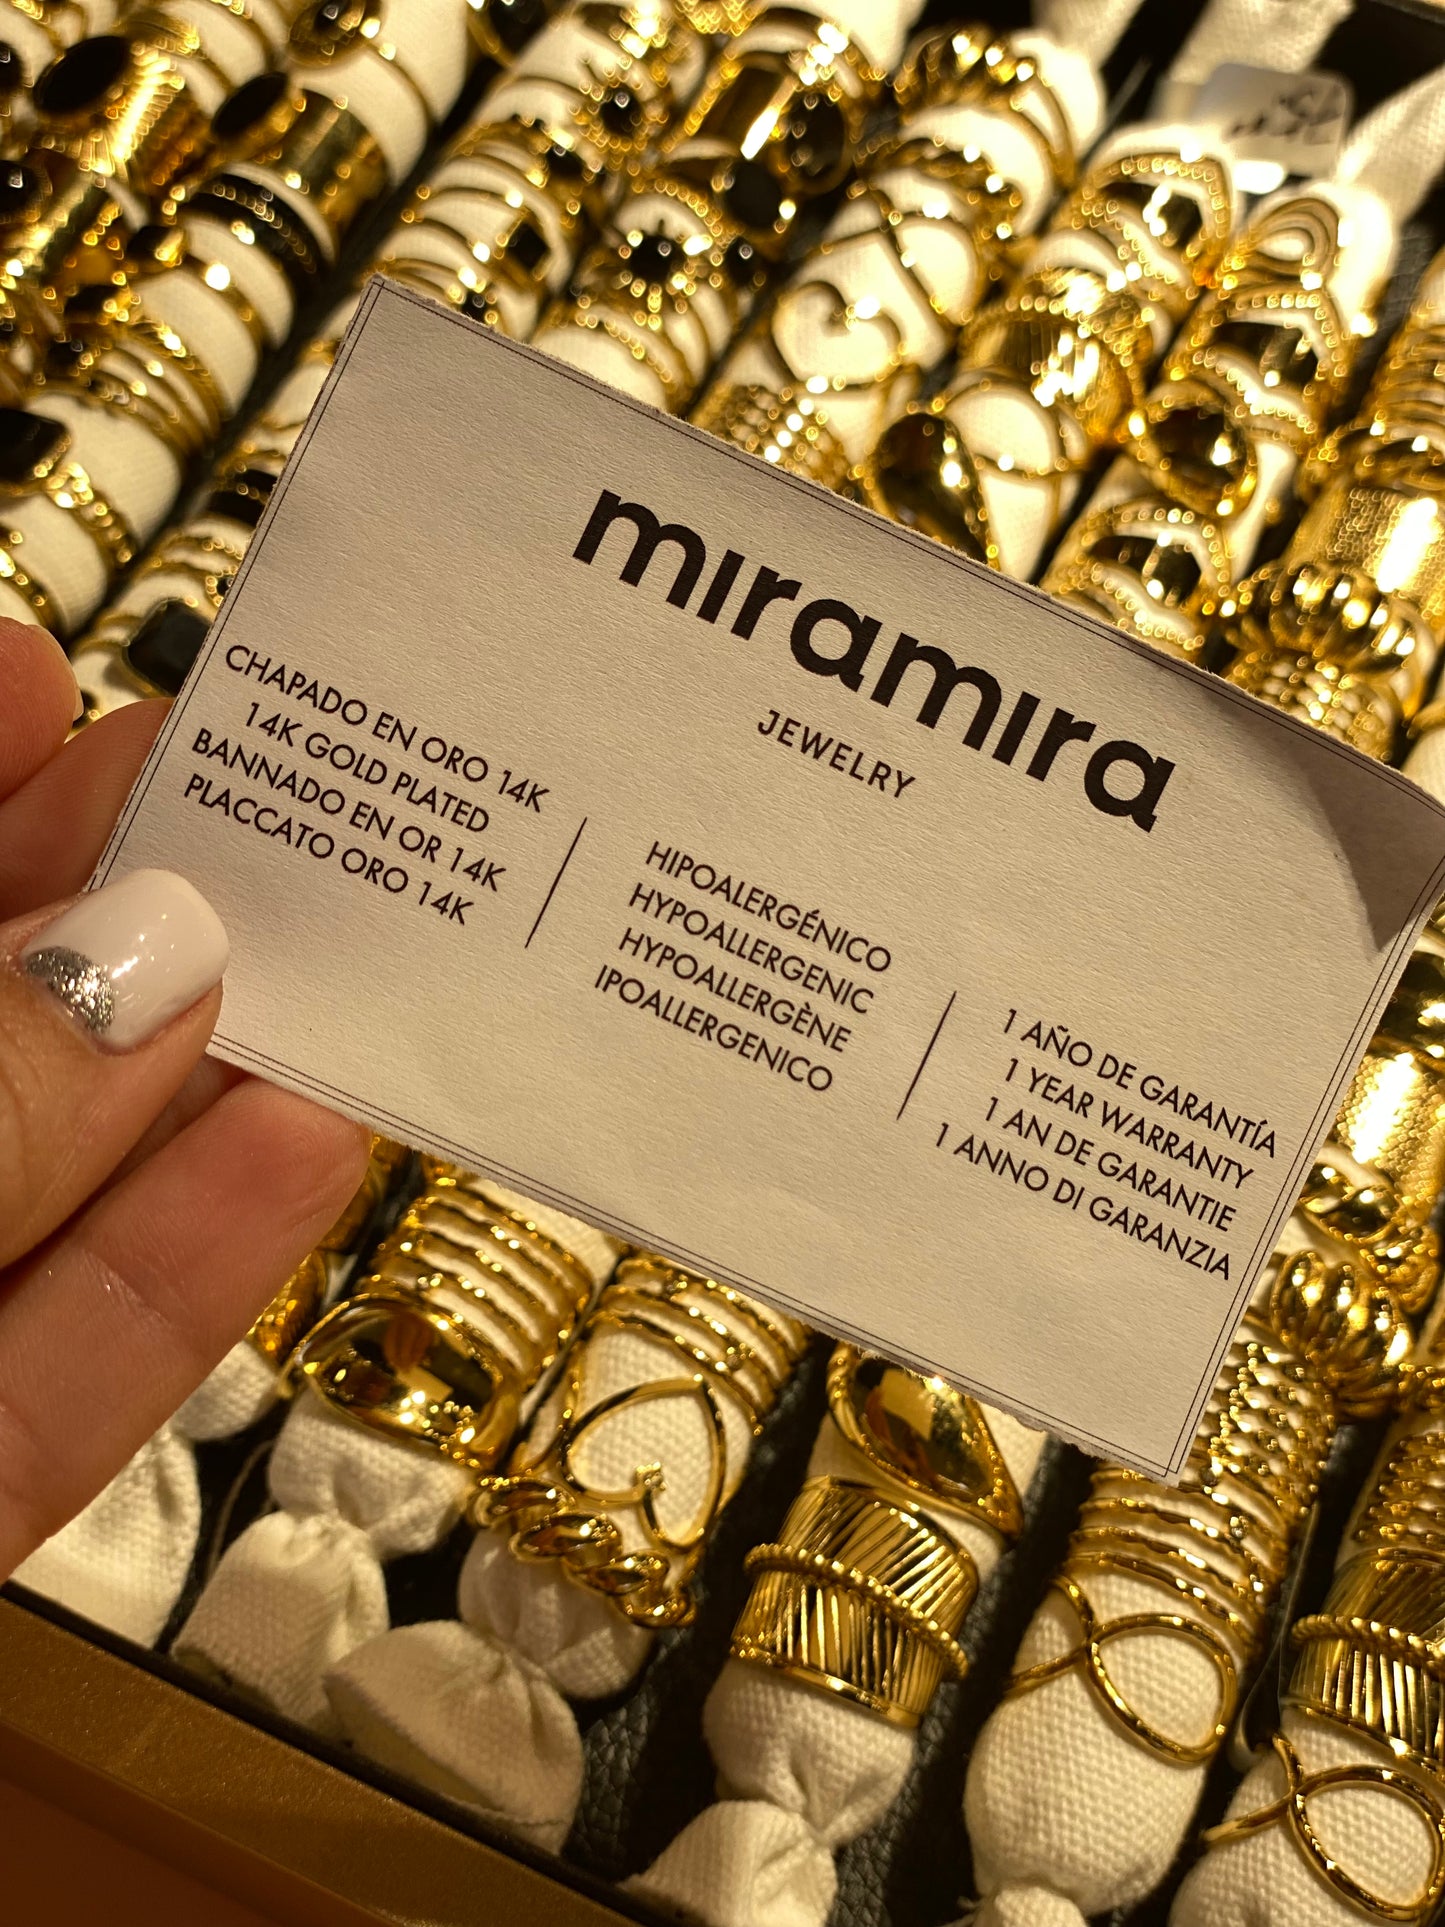 mıramıra
JEWELRY
CHAPADO EN ORO 14K
14K GOLD PLATED
BANNADO EN OR 14K
PLACCATO ORO 14K
HIPOALERGÉNICO
HYPOALLERGENIC
HYPOALLERGÈNE
IPOALLERGENICO
1 AÑO DE GARANTÍA
1 YEAR WARRANTY
1 AN DE GARANTIE
1 ANNO DI GARANZIA